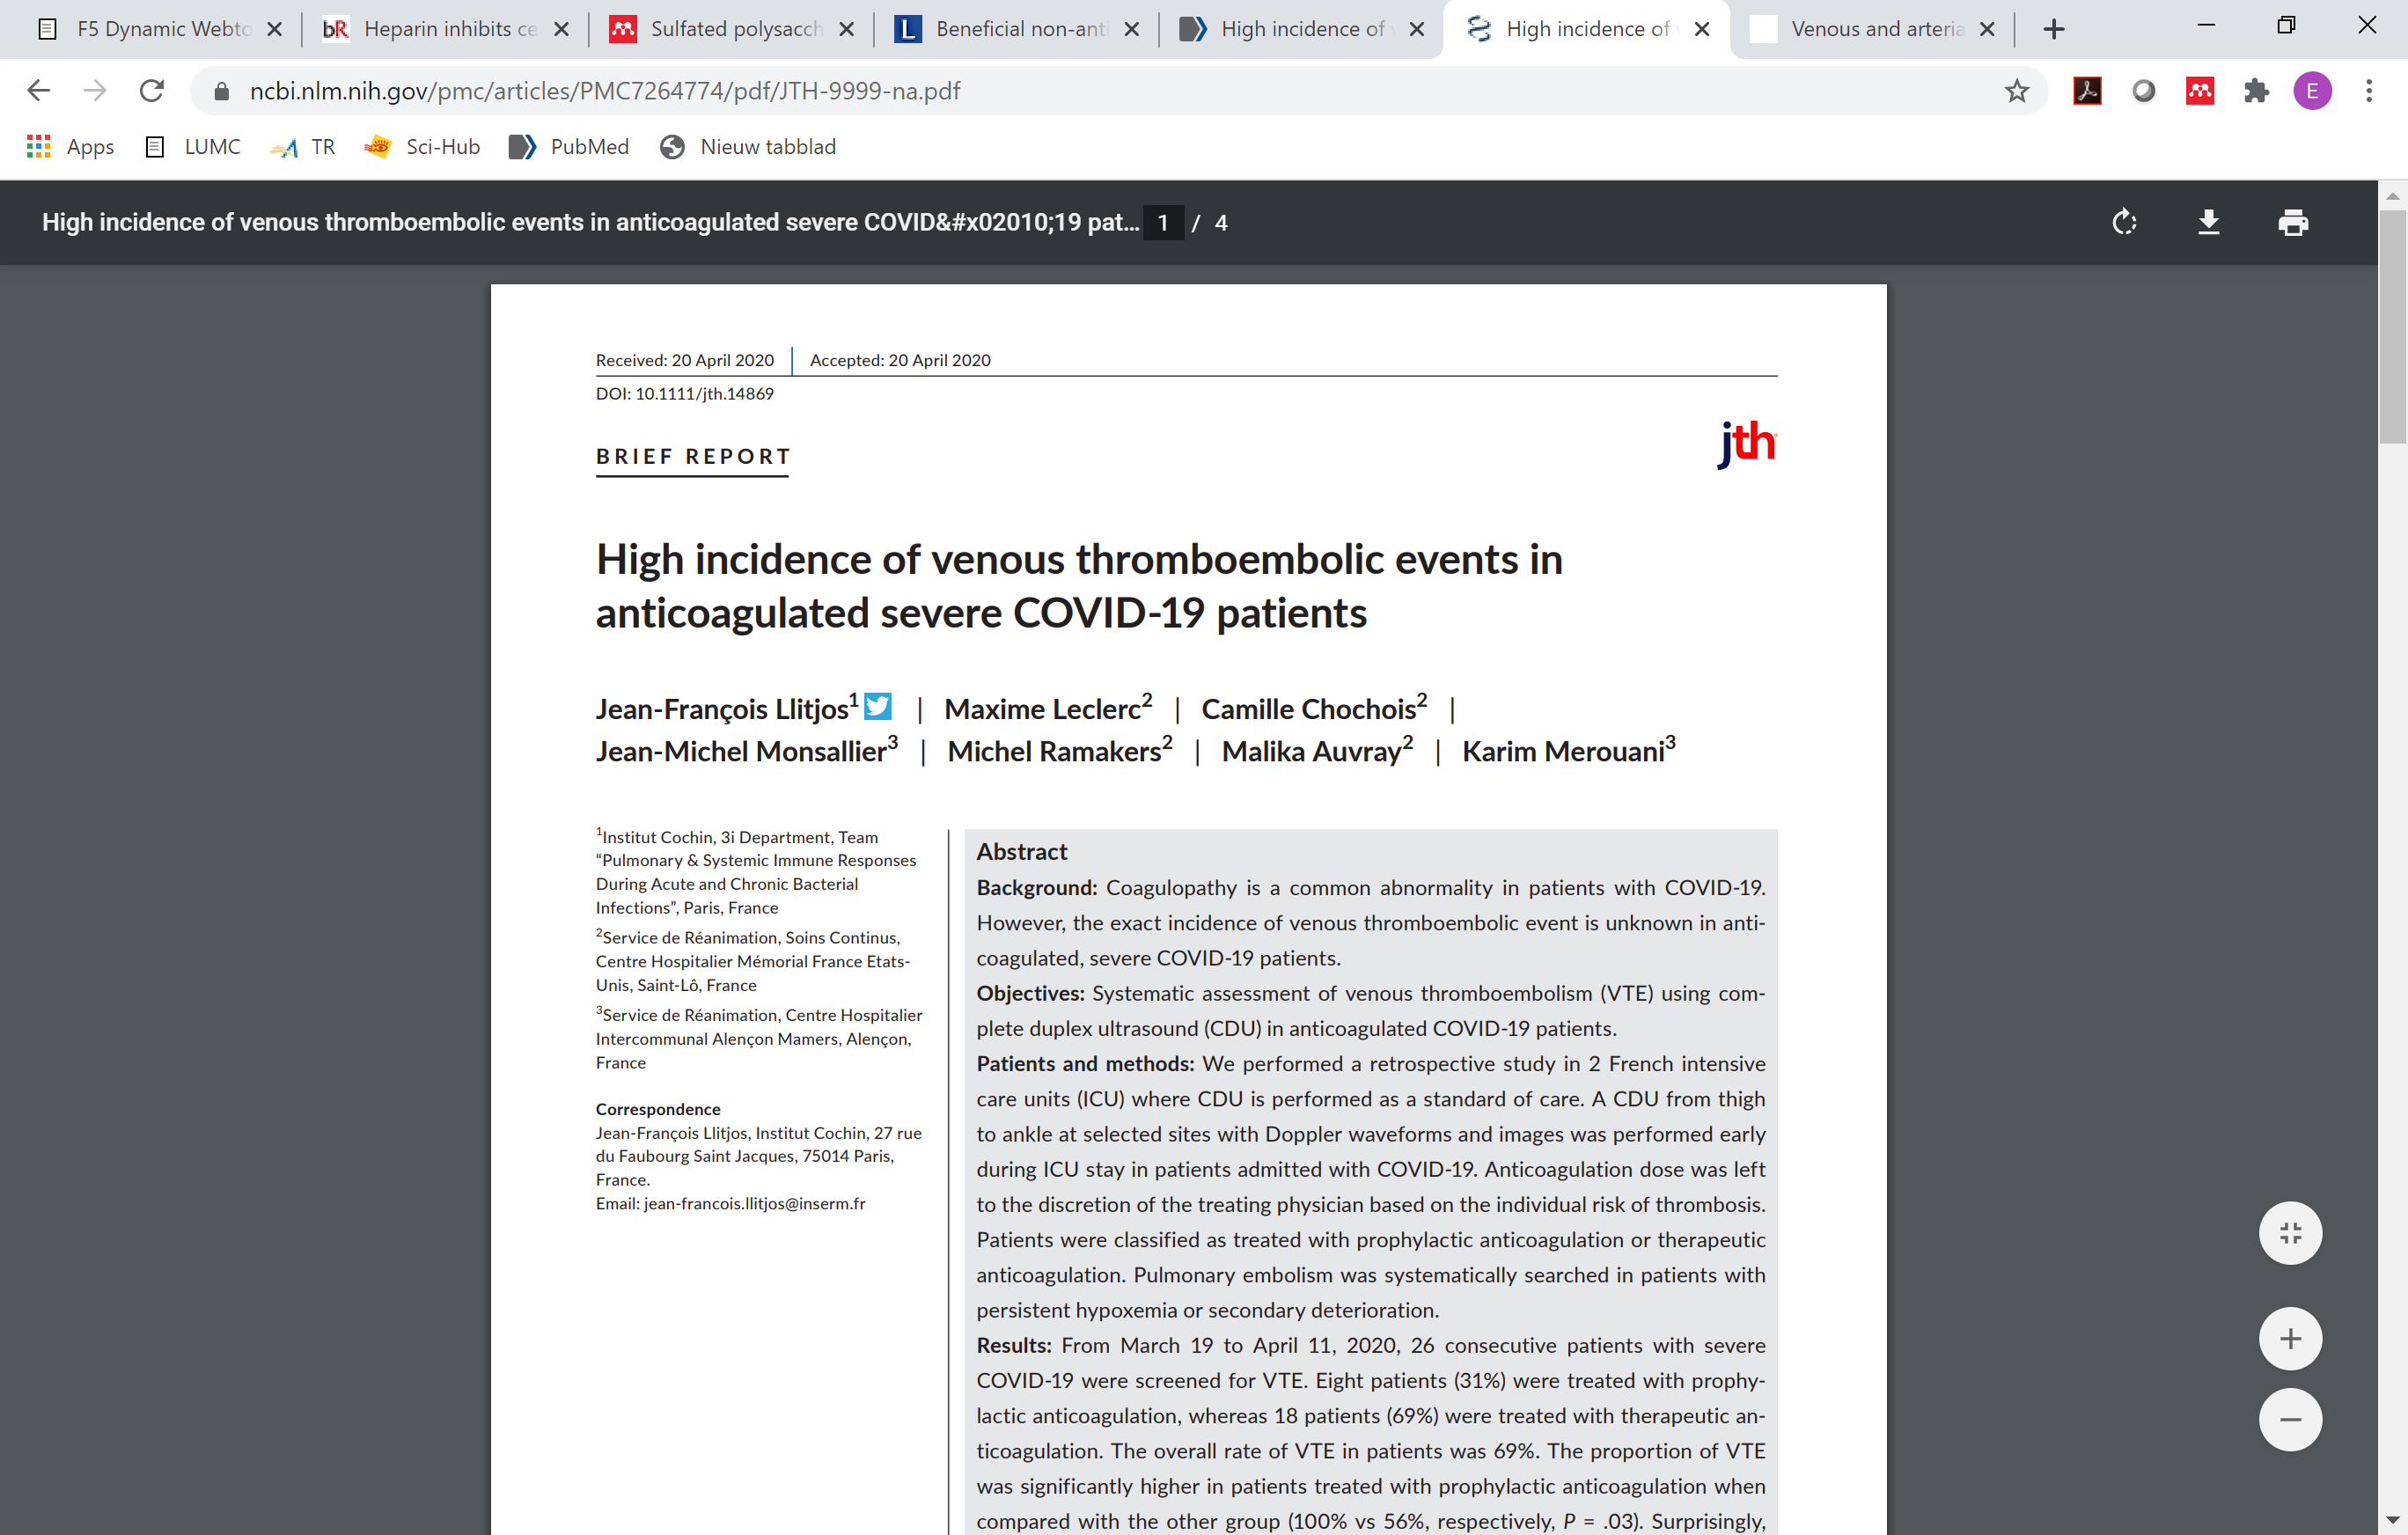 F5 Dynamic Webto
Heparin inhibits ce
Sulfated polysacch
Beneficial non-anti
High incidence of
High incidence of
Venous and arteria
ncbi.nlm.nih.gov/pmc/articles/PMC7264774/pdf/JTH-9999-na.pdf
E
Apps LUMC TR Sci-Hub PubMed Nieuw tabblad
High incidence of venous thromboembolic events in anticoagulated severe COVID&#x02010;19 pat... 1 / 4
Received: 20 April 2020 | Accepted: 20 April 2020
DOI: 10.1111/jth.14869
jth
BRIEF REPORT
High incidence of venous thromboembolic events in
anticoagulated severe COVID-19 patients
Jean-François Llitjos1 | Maxime Leclerc2 | Camille Chochois2 |
Jean-Michel Monsallier3 | Michel Ramakers2 | Malika Auvray2 | Karim Merouani3
1Institut Cochin, 3i Department, Team
“Pulmonary & Systemic Immune Responses
During Acute and Chronic Bacterial
Infections”, Paris, France
2Service de Réanimation, Soins Continus,
Centre Hospitalier Mémorial France Etats-
Unis, Saint-Lô, France
3Service de Réanimation, Centre Hospitalier
Intercommunal Alençon Mamers, Alençon,
France
Correspondence
Jean-François Llitjos, Institut Cochin, 27 rue
du Faubourg Saint Jacques, 75014 Paris,
France.
Email: jean-francois.llitjos@inserm.fr
Abstract
Background: Coagulopathy is a common abnormality in patients with COVID-19.
However, the exact incidence of venous thromboembolic event is unknown in anti-
coagulated, severe COVID-19 patients.
Objectives: Systematic assessment of venous thromboembolism (VTE) using com-
plete duplex ultrasound (CDU) in anticoagulated COVID-19 patients.
Patients and methods: We performed a retrospective study in 2 French intensive
care units (ICU) where CDU is performed as a standard of care. A CDU from thigh
to ankle at selected sites with Doppler waveforms and images was performed early
during ICU stay in patients admitted with COVID-19. Anticoagulation dose was left
to the discretion of the treating physician based on the individual risk of thrombosis.
Patients were classified as treated with prophylactic anticoagulation or therapeutic
anticoagulation. Pulmonary embolism was systematically searched in patients with
persistent hypoxemia or secondary deterioration.
Results: From March 19 to April 11, 2020, 26 consecutive patients with severe
COVID-19 were screened for VTE. Eight patients (31%) were treated with prophy-
lactic anticoagulation, whereas 18 patients (69%) were treated with therapeutic an-
ticoagulation. The overall rate of VTE in patients was 69%. The proportion of VTE
was significantly higher in patients treated with prophylactic anticoagulation when
compared with the other group (100% vs 56%, respectively, P = .03). Surprisingly,